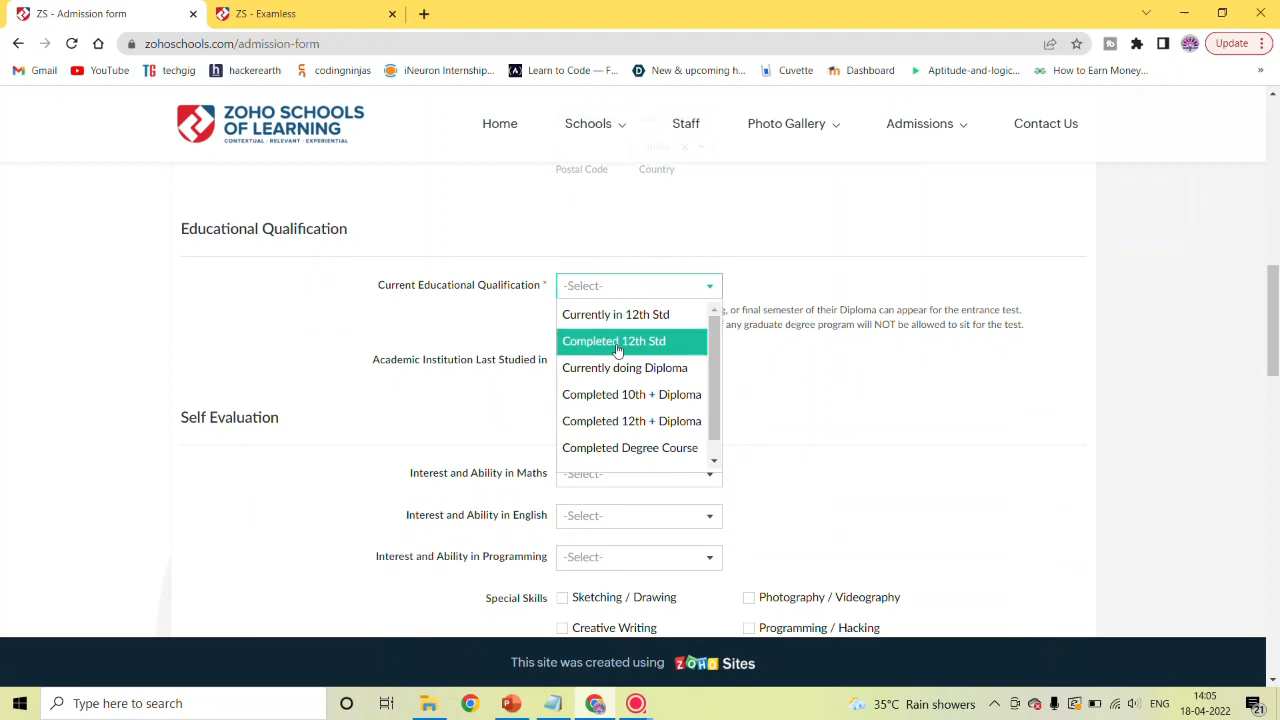 ZS - Admission form
ZS - Examless
zohoschools.com/admission-form
Update
Gmail
YouTube
techgig
hackerearth
codingninjas
iNeuron Internship...
Learn to Code — F...
New & upcoming h...
Cuvette
Dashboard
Aptitude-and-logic...
How to Earn Money...
»
ZOHO SCHOOLS
OF LEARNING
CONTEXTUAL · RELEVANT · EXPERIENTIAL
Home
Schools
Staff
Photo Gallery
Admissions
Contact Us
India
Postal Code
Country
Educational Qualification
Current Educational Qualification *
-Select-
Currently in 12th Std
Completed 12th Std
Currently doing Diploma
Completed 10th + Diploma
Completed 12th + Diploma
Completed Degree Course
g, or final semester of their Diploma can appear for the entrance test.
any graduate degree program will NOT be allowed to sit for the test.
Academic Institution Last Studied in
Self Evaluation
Interest and Ability in Maths
-Select-
Interest and Ability in English
-Select-
Interest and Ability in Programming
-Select-
Special Skills
Sketching / Drawing
Photography / Videography
Creative Writing
Programming / Hacking
This site was created using ZOHO Sites
Type here to search
35°C Rain showers
ENG
14:05
18-04-2022
21